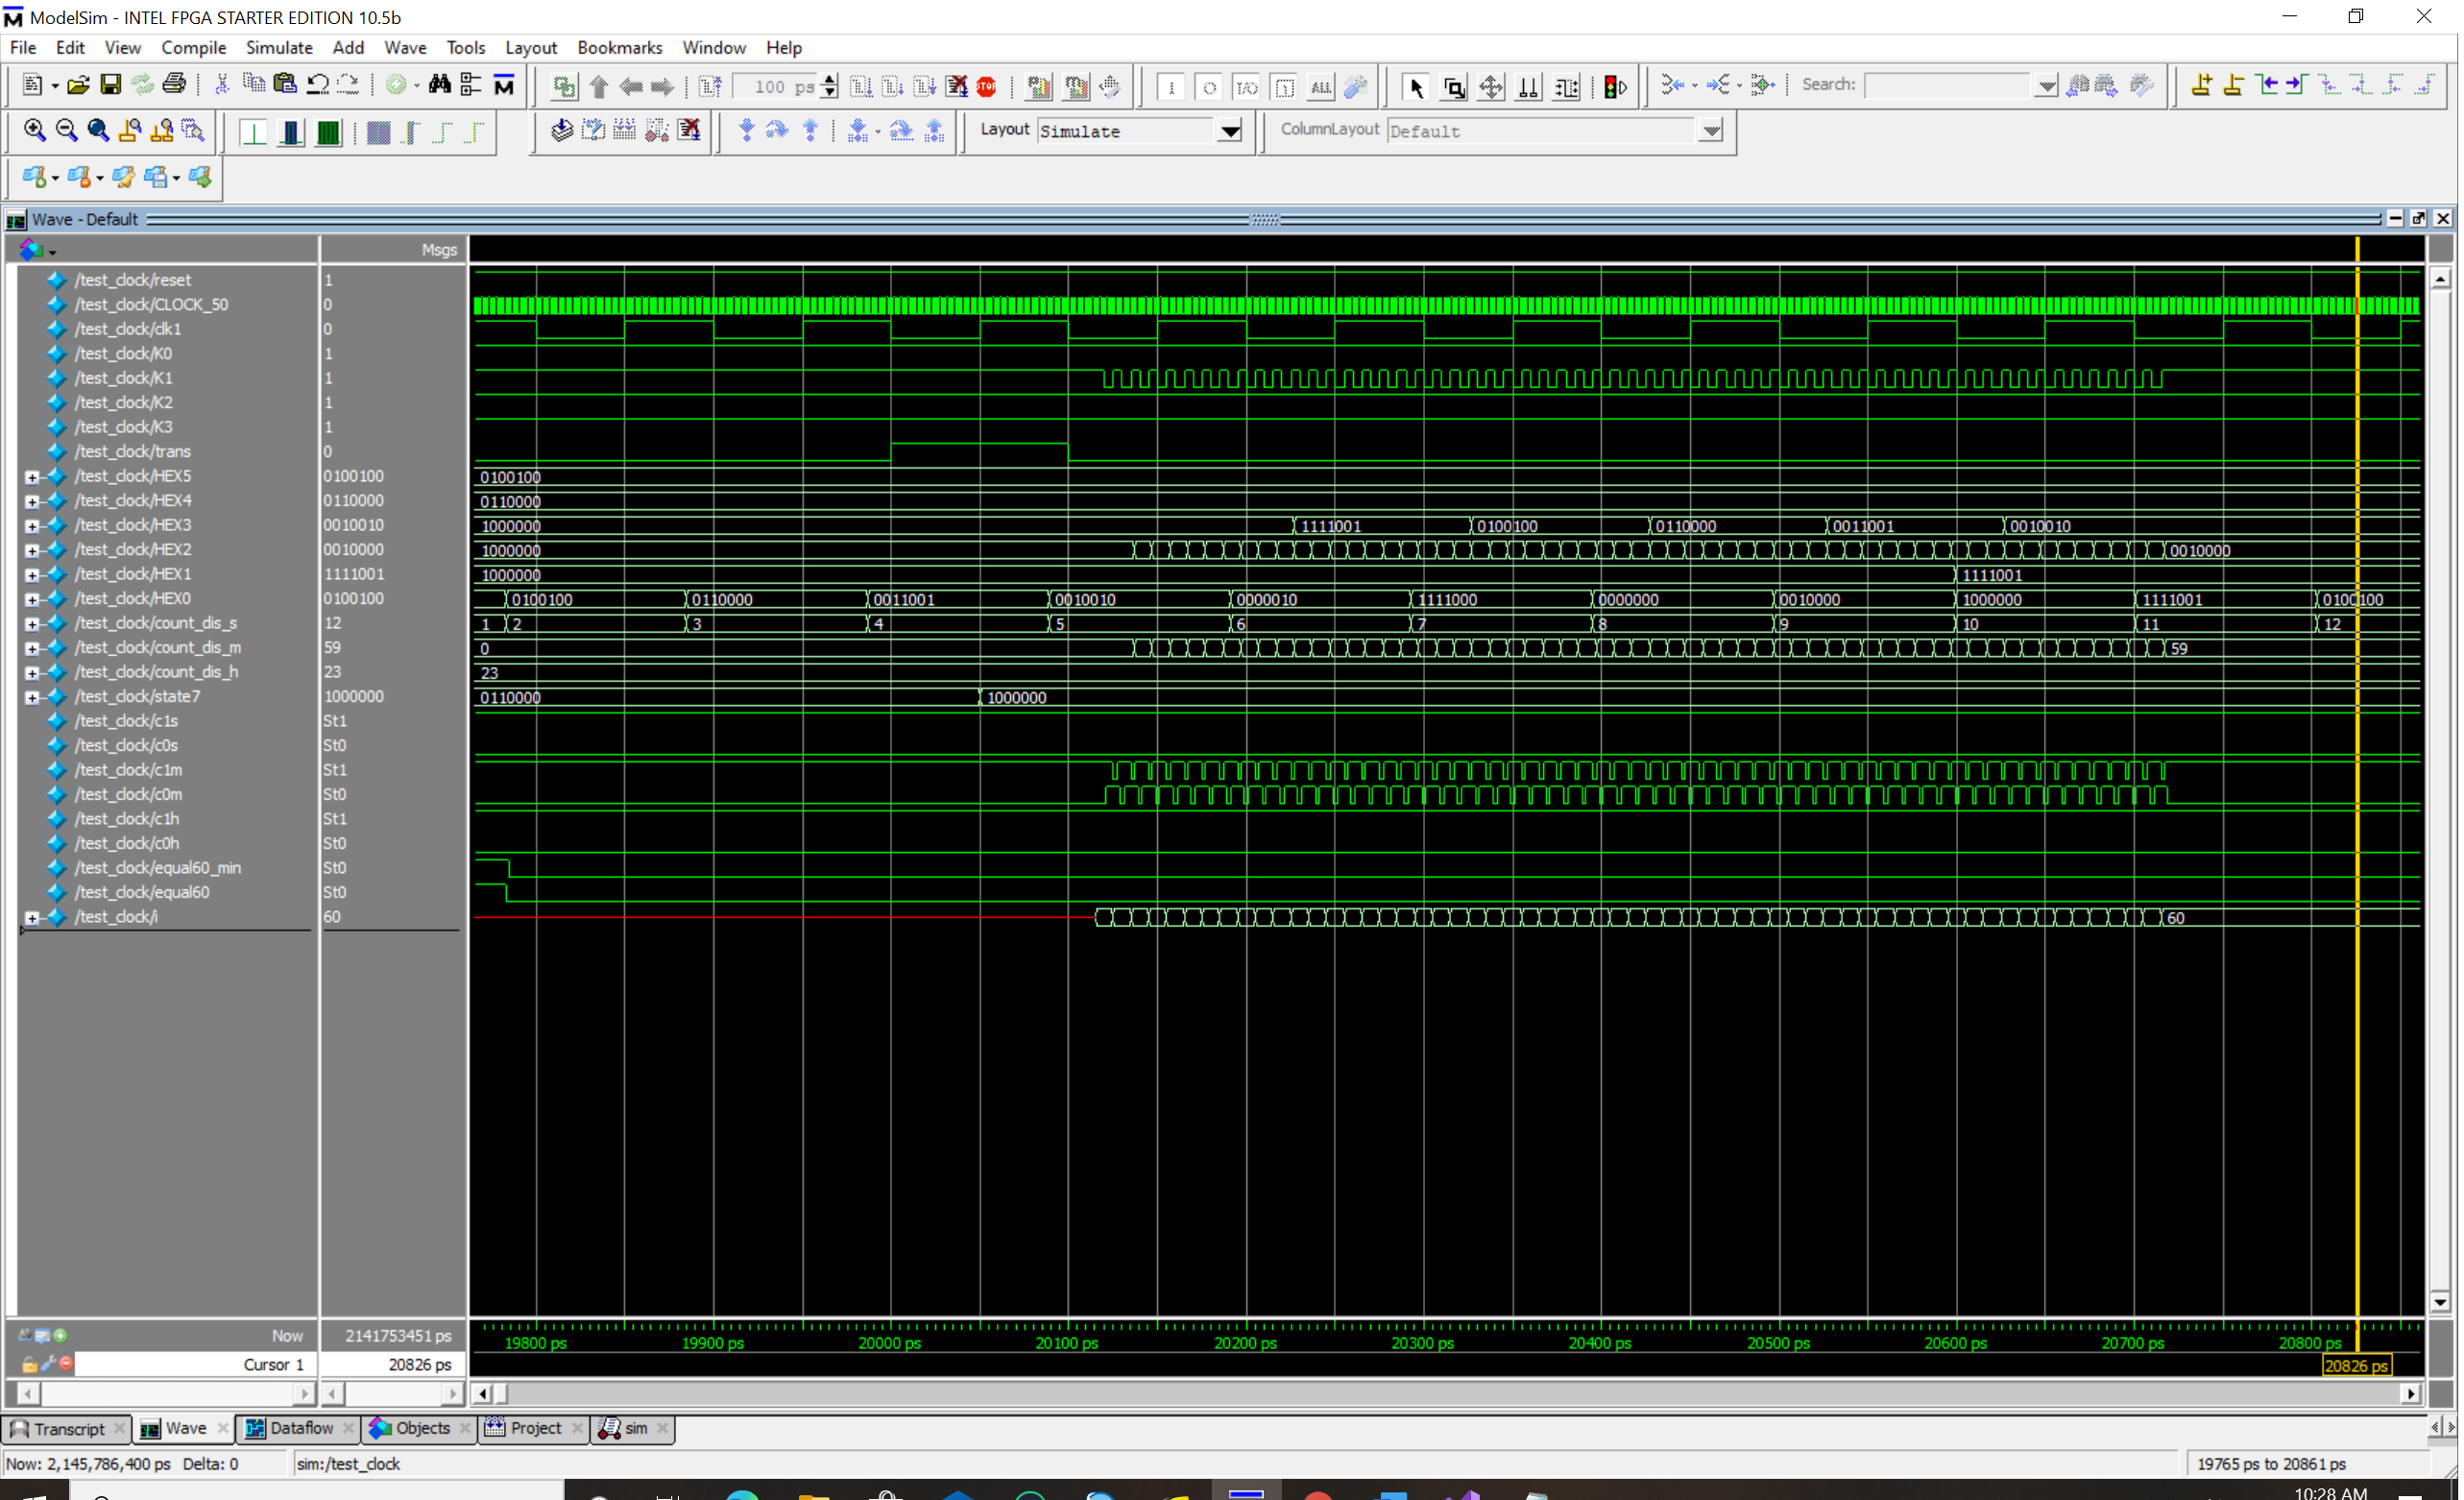 ModelSim - INTEL FPGA STARTER EDITION 10.5b
File Edit View Compile Simulate Add Wave Tools Layout Bookmarks Window Help
100 ps
ALL
Search:
Layout Simulate
ColumnLayout Default
Wave - Default
Msgs
/test_clock/reset 1
/test_clock/CLOCK_50 0
/test_clock/clk1 0
/test_clock/K0 1
/test_clock/K1 1
/test_clock/K2 1
/test_clock/K3 1
/test_clock/trans 0
/test_clock/HEX5 0100100 0100100
/test_clock/HEX4 0110000 0110000
/test_clock/HEX3 0010010 1000000 1111001 0100100 0110000 0011001 0010010
/test_clock/HEX2 0010000 1000000 0010000
/test_clock/HEX1 1111001 1000000 1111001
/test_clock/HEX0 0100100 0100100 0110000 0011001 0010010 0000010 1111000 0000000 0010000 1000000 1111001 0100100
/test_clock/count_dis_s 12 1 2 3 4 5 6 7 8 9 10 11 12
/test_clock/count_dis_m 59 0 59
/test_clock/count_dis_h 23 23
/test_clock/state7 1000000 0110000 1000000
/test_clock/c1s St1
/test_clock/c0s St0
/test_clock/c1m St1
/test_clock/c0m St0
/test_clock/c1h St1
/test_clock/c0h St0
/test_clock/equal60_min St0
/test_clock/equal60 St0
/test_clock/i 60 60
Now 2141753451 ps 19800 ps 19900 ps 20000 ps 20100 ps 20200 ps 20300 ps 20400 ps 20500 ps 20600 ps 20700 ps 20800 ps
Cursor 1 20826 ps 20826 ps
Transcript Wave Dataflow Objects Project sim
Now: 2,145,786,400 ps Delta: 0 sim:/test_clock 19765 ps to 20861 ps
10:28 AM